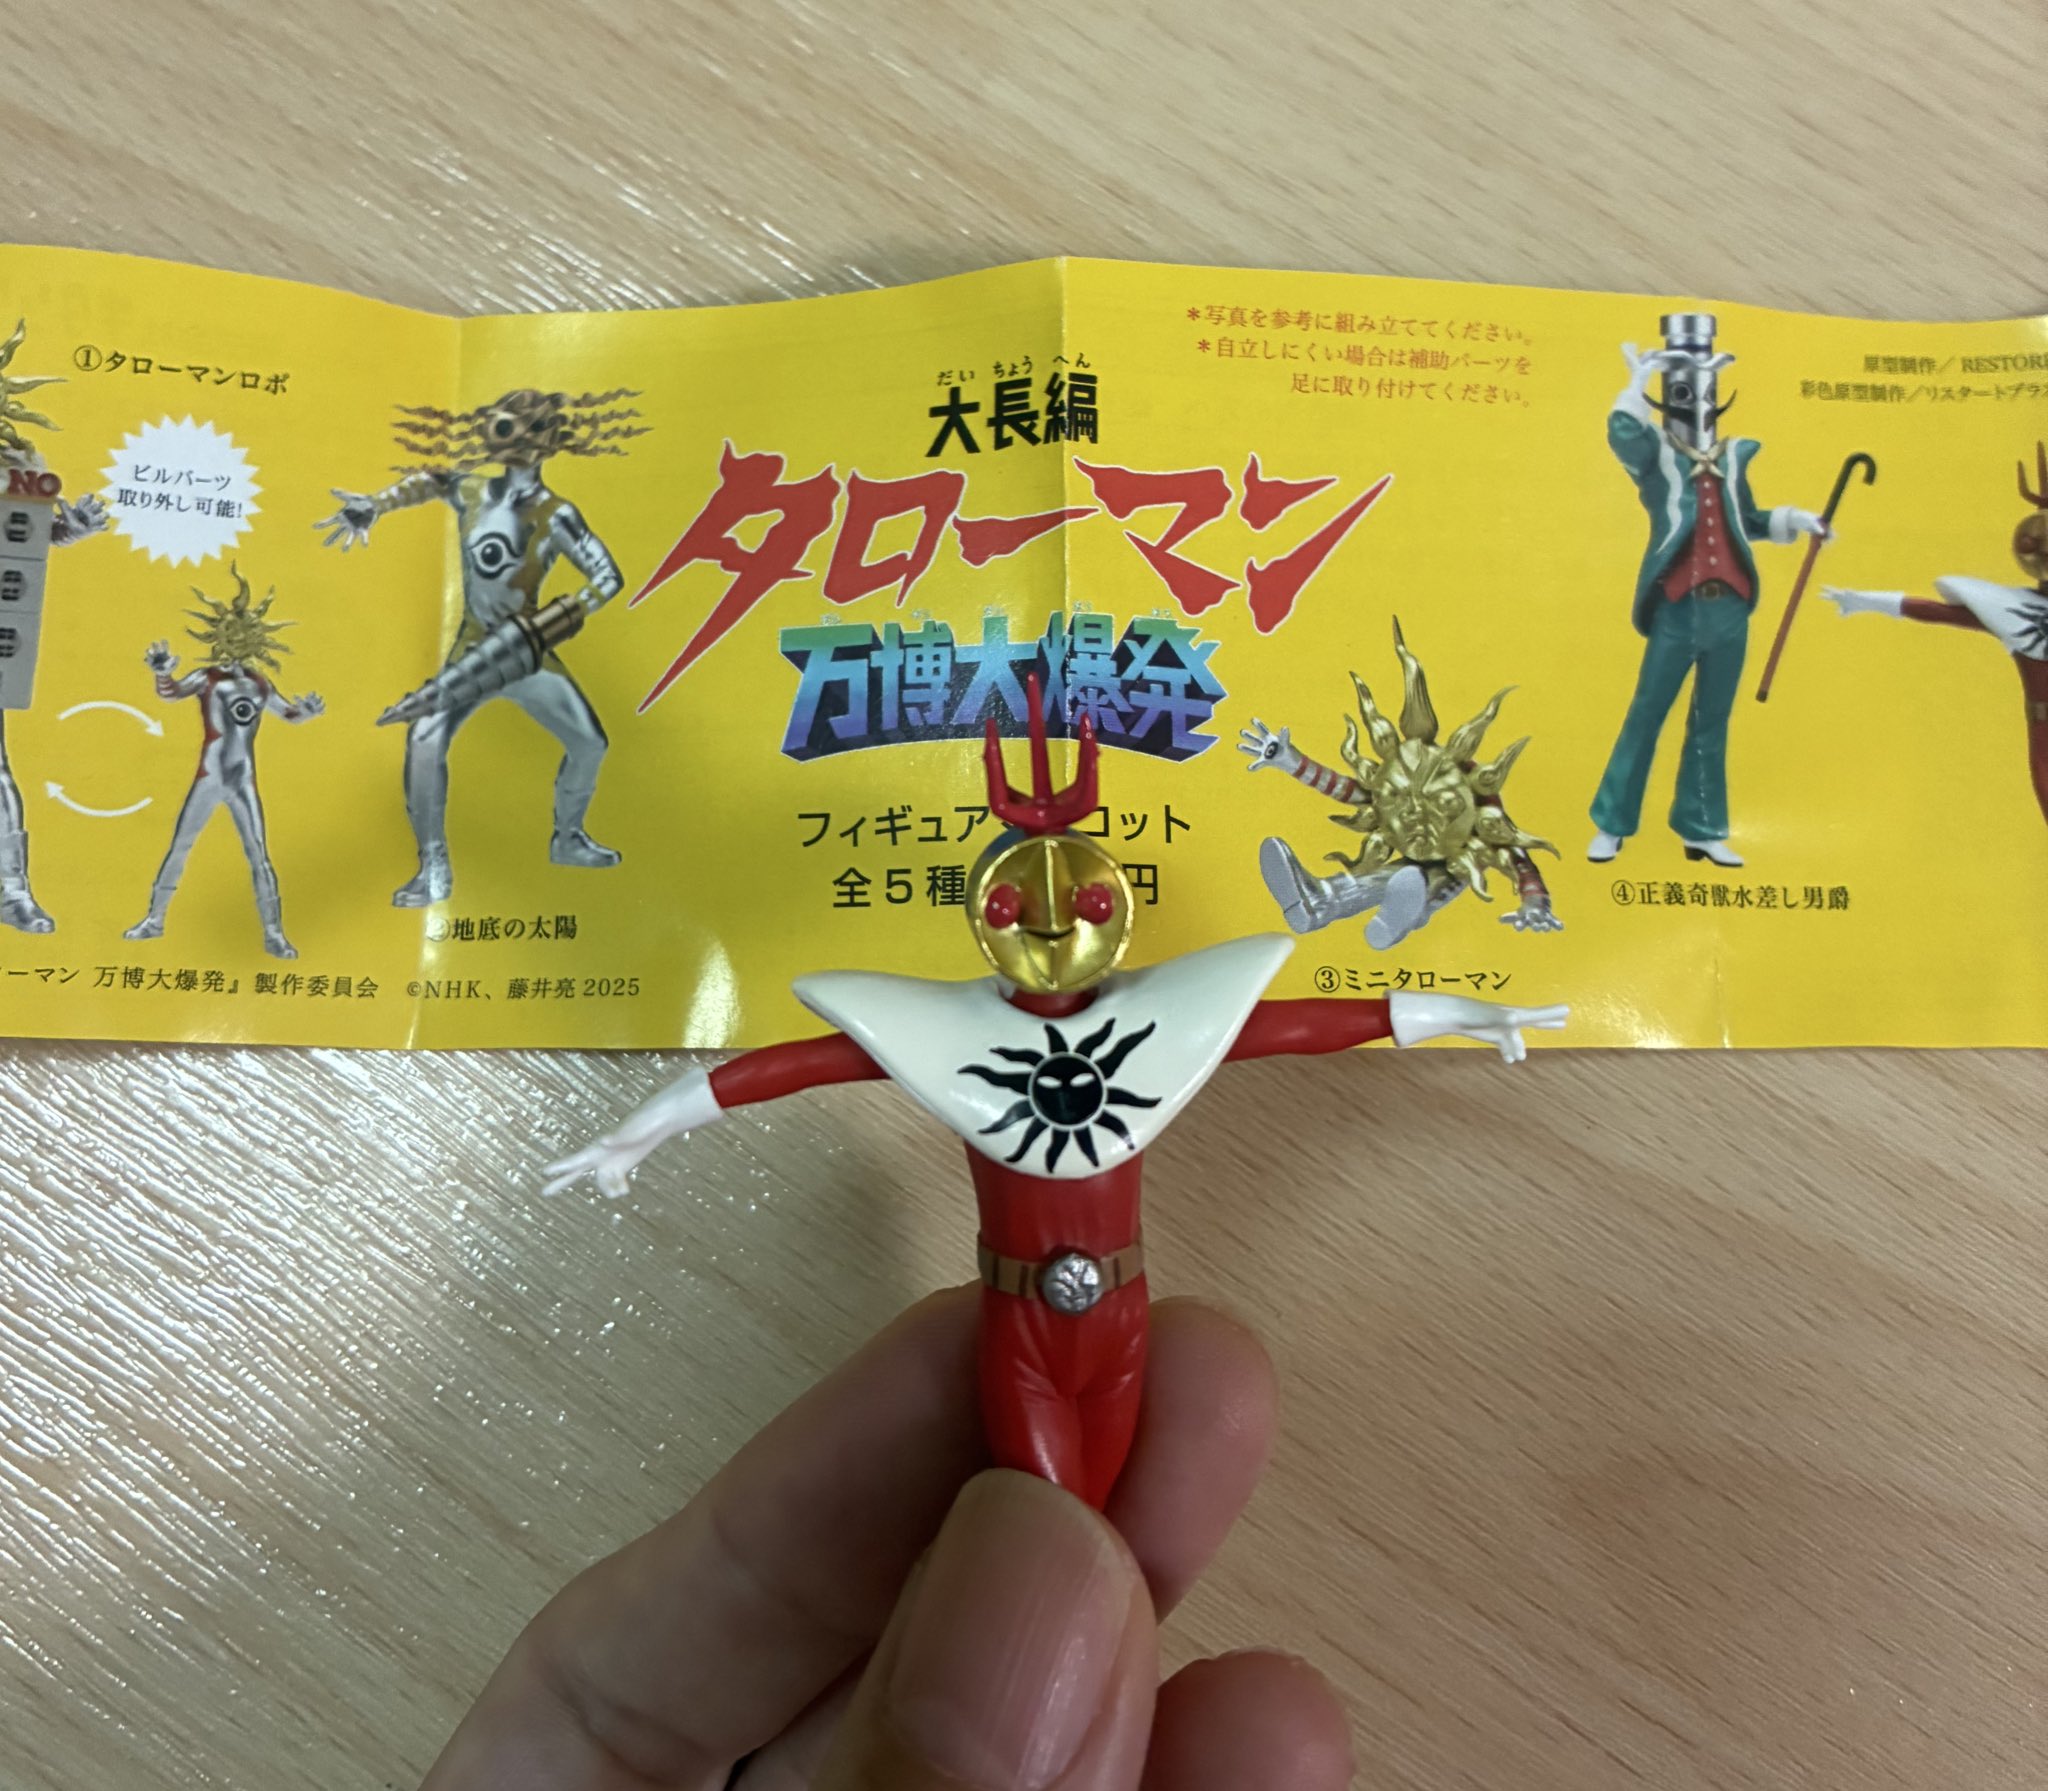 ①タローマンロボ
NO
ビルパーツ
取り外し可能!
②地底の太陽
ーマン 万博大爆発』製作委員会 ©NHK、藤井亮 2025
だい ちょう へん
大長編
タローマン
万博大爆発
フィギュアマスコット
全5種
円
＊写真を参考に組み立ててください。
＊自立しにくい場合は補助パーツを
足に取り付けてください。
③ミニタローマン
④正義奇獣水差し男爵
原型制作／RESTORE
彩色原型製作／リスタートプラス